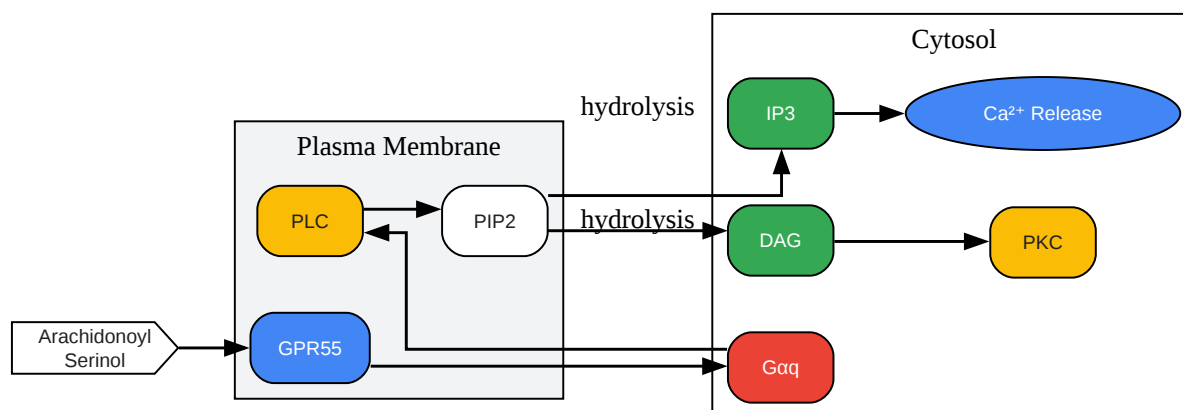 Cytosol
hydrolysis
IP3
Ca²⁺ Release
Plasma Membrane
PLC
PIP2
hydrolysis
DAG
PKC
Arachidonoyl
Serinol
GPR55
Gαq